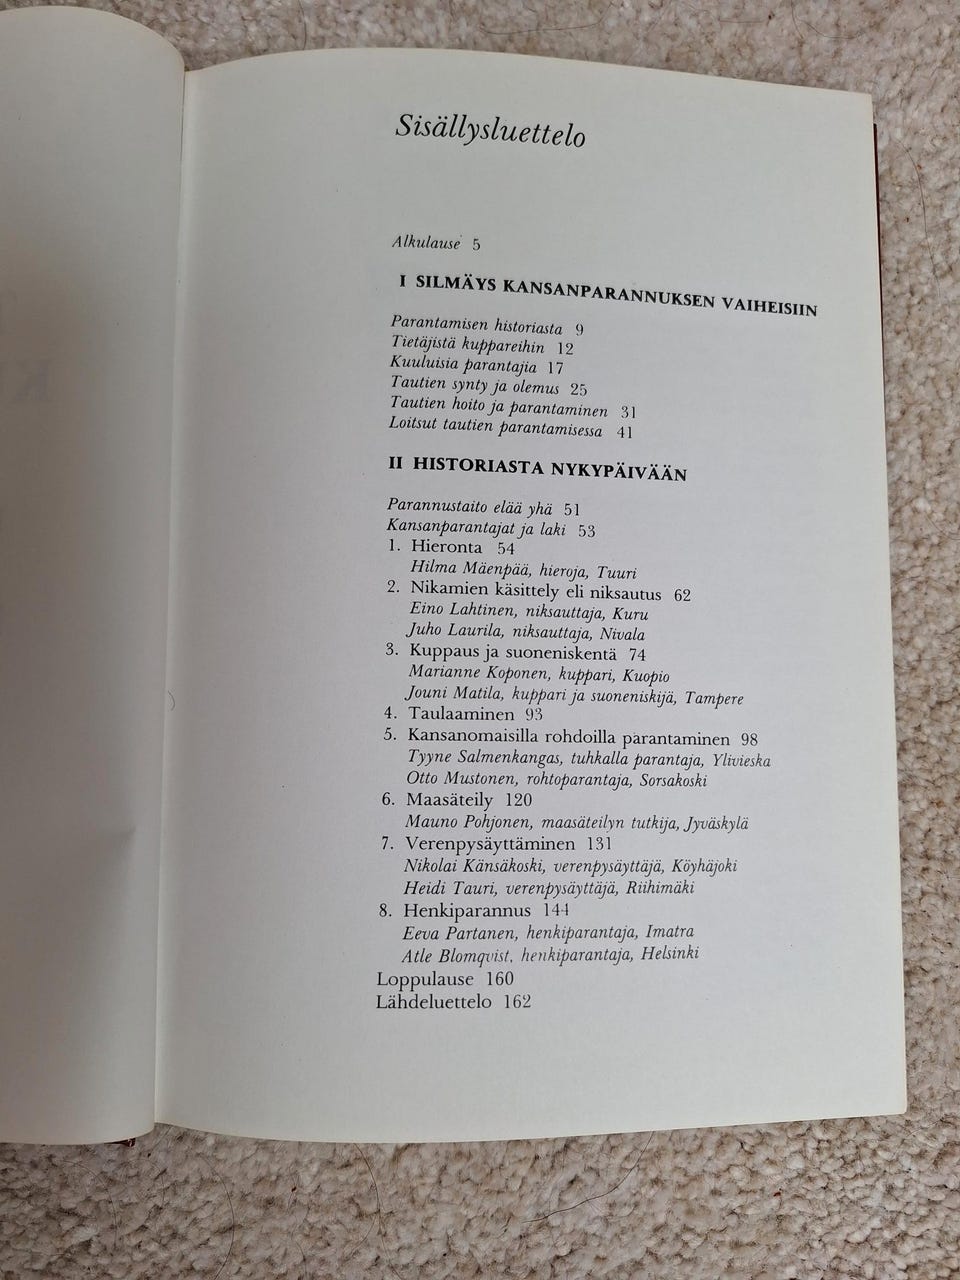 Sisällysluettelo
Alkulause 5
I SILMÄYS KANSANPARANNUKSEN VAIHEISIIN
Parantamisen historiasta 9
Tietäjistä kuppareihin 12
Kuuluisia parantajia 17
Tautien synty ja olemus 25
Tautien hoito ja parantaminen 31
Loitsut tautien parantamisessa 41
II HISTORIASTA NYKYPÄIVÄÄN
Parannustaito elää yhä 51
Kansanparantajat ja laki 53
1. Hieronta 54
Hilma Mäenpää, hieroja, Tuuri
2. Nikamien käsittely eli niksautus 62
Eino Lahtinen, niksauttaja, Kuru
Juho Laurila, niksauttaja, Nivala
3. Kuppaus ja suoneniskentä 74
Marianne Koponen, kuppari, Kuopio
Jouni Matila, kuppari ja suoneniskijä, Tampere
4. Taulaaminen 93
5. Kansanomaisilla rohdoilla parantaminen 98
Tyyne Salmenkangas, tuhkalla parantaja, Ylivieska
Otto Mustonen, rohtoparantaja, Sorsakoski
6. Maasäteily 120
Mauno Pohjonen, maasäteilyn tutkija, Jyväskylä
7. Verenpysäyttäminen 131
Nikolai Känsäkoski, verenpysäyttäjä, Köyhäjoki
Heidi Tauri, verenpysäyttäjä, Riihimäki
8. Henkiparannus 144
Eeva Partanen, henkiparantaja, Imatra
Atle Blomqvist, henkiparantaja, Helsinki
Loppulause 160
Lähdeluettelo 162